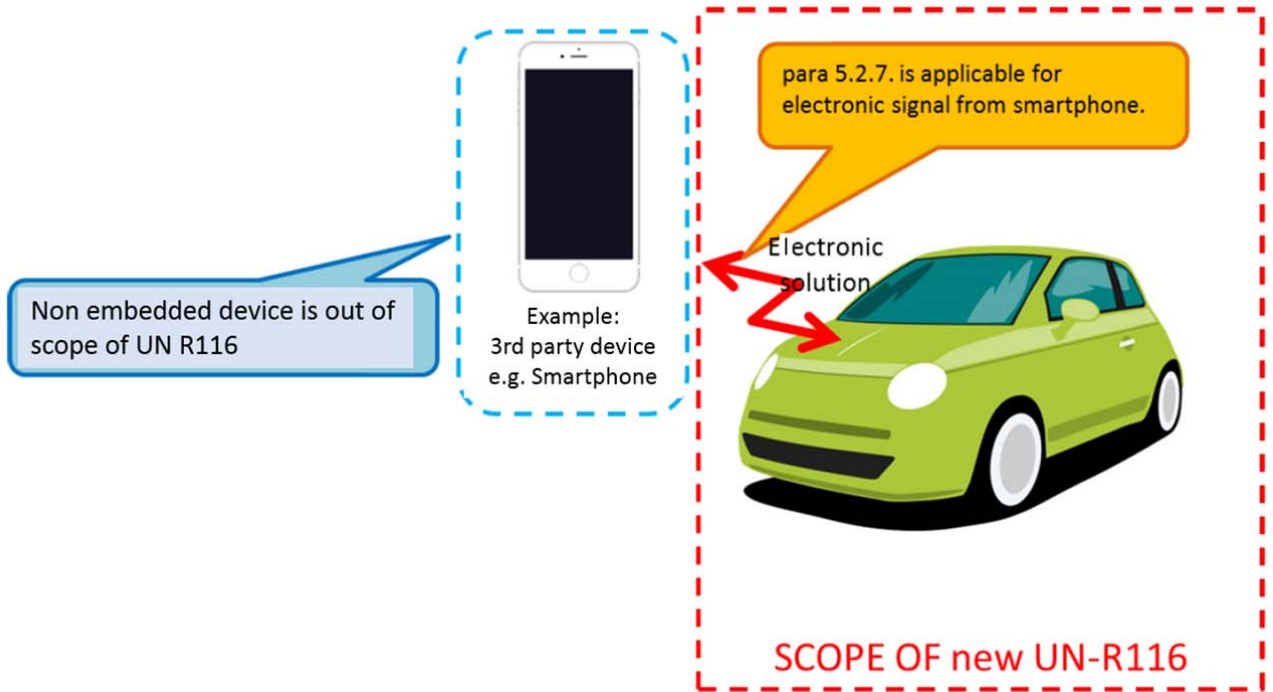 para 5.2.7. is applicable for
electronic signal from smartphone.
Electronic
solution
Non embedded device is out of
scope of UN R116
Example:
3rd party device
e.g. Smartphone
SCOPE OF new UN-R116